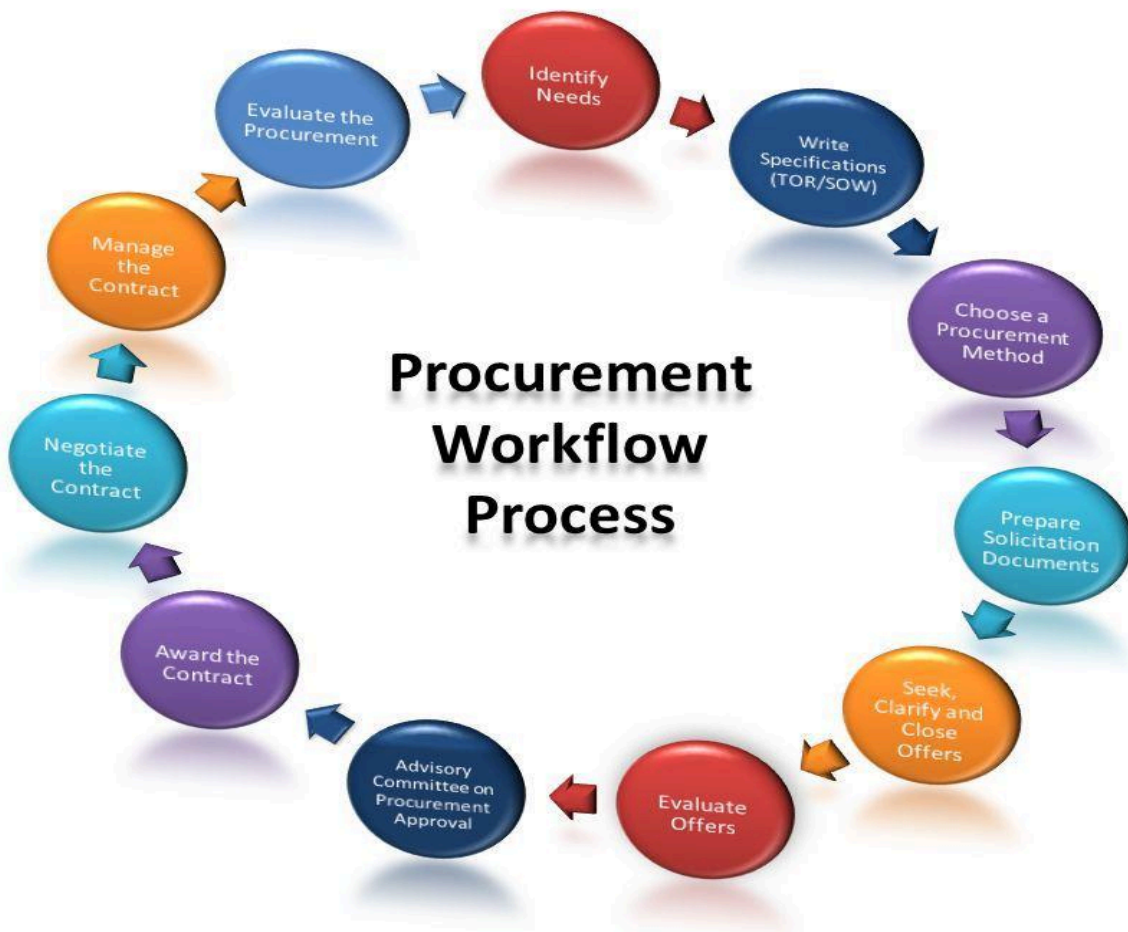 Identify
Needs
Write
Specifications
(TOR/SOW)
Choose a
Procurement
Method
Prepare
Solicitation
Documents
Seek,
Clarify and
Close
Offers
Evaluate
Offers
Advisory
Committee on
Procurement
Approval
Award the
Contract
Negotiate
the
Contract
Manage
the
Contract
Evaluate the
Procurement
Procurement
Workflow
Process